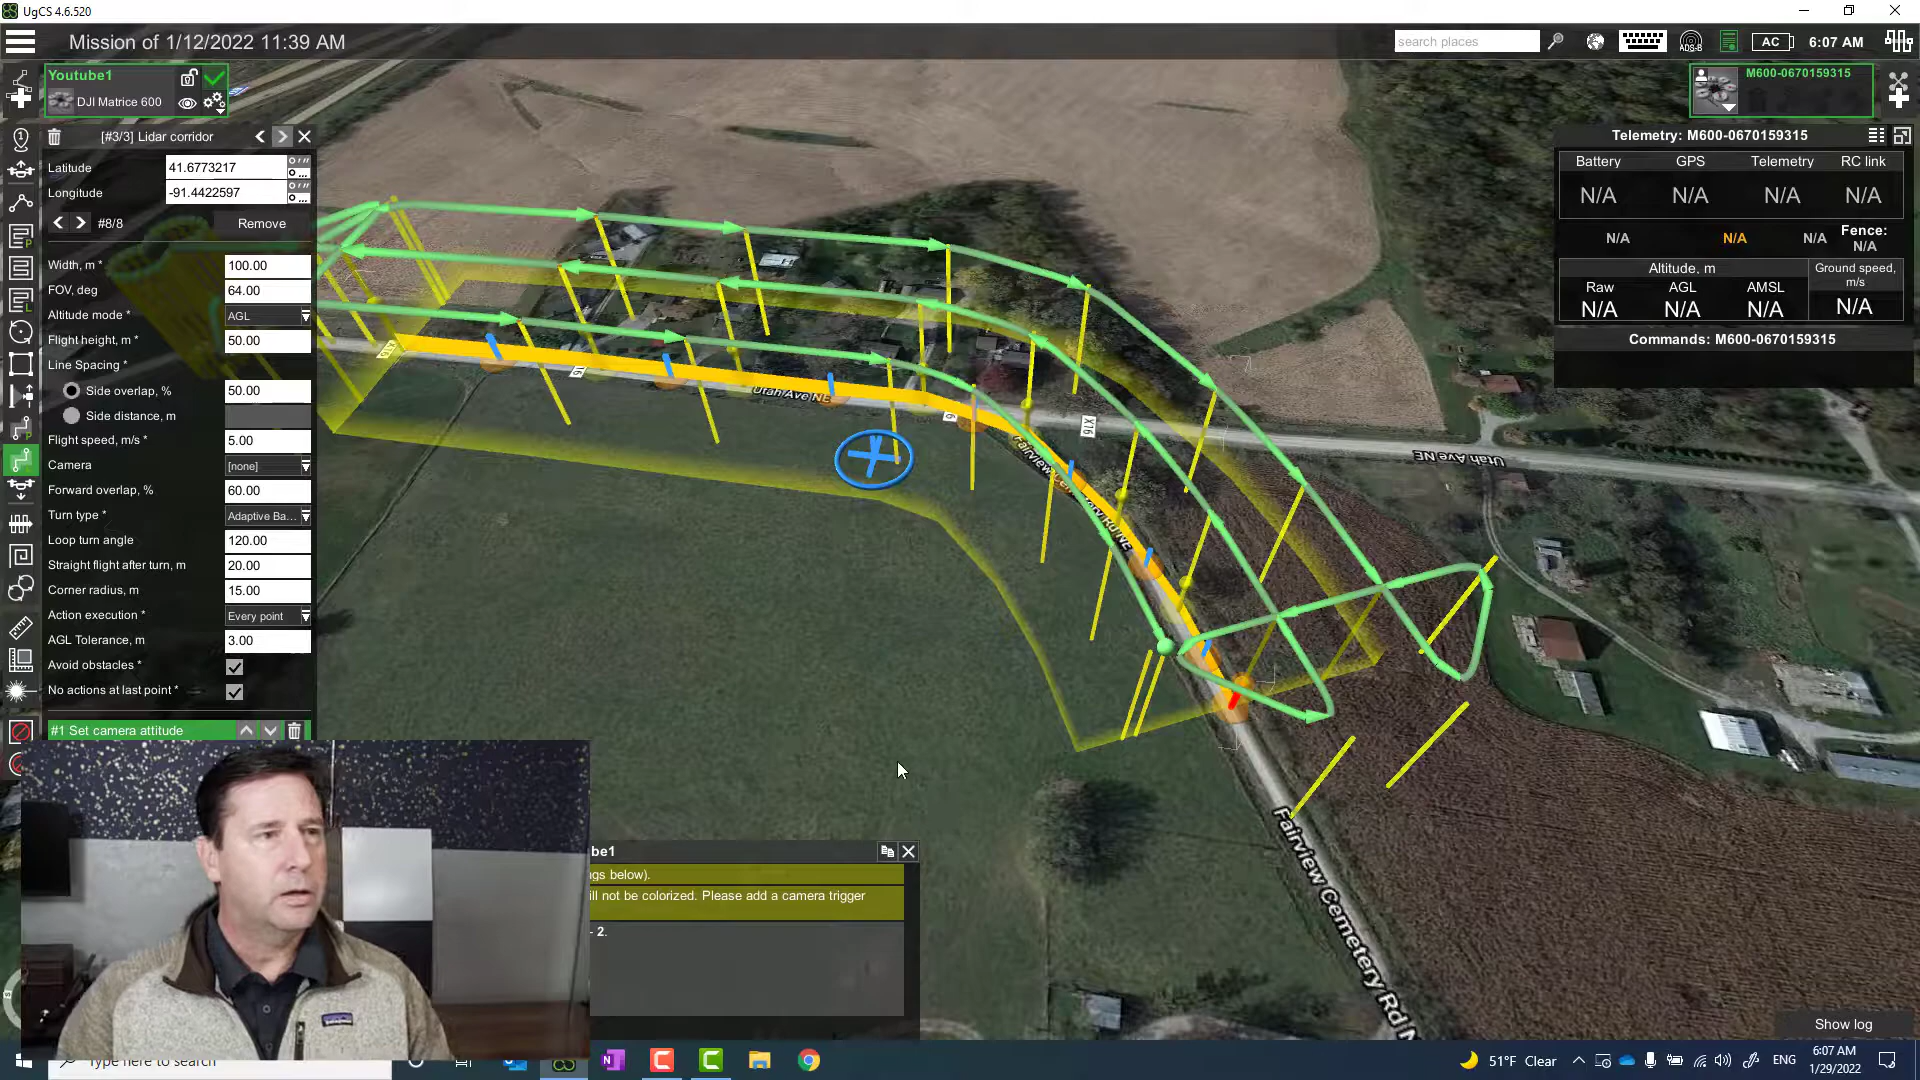 UgCS 4.6.520
Mission of 1/12/2022 11:39 AM
search places
ADS-B
AC
6:07 AM
Youtube1
DJI Matrice 600
M600-0670159315
[#3/3] Lidar corridor
Latitude 41.6773217
Longitude -91.4422597
#8/8 Remove
Width, m * 100.00
FOV, deg 64.00
Altitude mode * AGL
Flight height, m * 50.00
Line Spacing *
Side overlap, % 50.00
Side distance, m
Flight speed, m/s * 5.00
Camera [none]
Forward overlap, % 60.00
Turn type * Adaptive Ba...
Loop turn angle 120.00
Straight flight after turn, m 20.00
Corner radius, m 15.00
Action execution * Every point
AGL Tolerance, m 3.00
Avoid obstacles *
No actions at last point *
#1 Set camera attitude
Telemetry: M600-0670159315
Battery GPS Telemetry RC link
N/A N/A N/A N/A
N/A N/A N/A Fence: N/A
Altitude, m Ground speed, m/s
Raw AGL AMSL
N/A N/A N/A N/A
Commands: M600-0670159315
Utah Ave NE
X16
Utah Ave NE
Fairview Cemetery Rd NE
Fairview Cemetery Rd N
be1
ngs below).
ill not be colorized. Please add a camera trigger
- 2.
Show log
Type here to search
51°F Clear
ENG
6:07 AM
1/29/2022